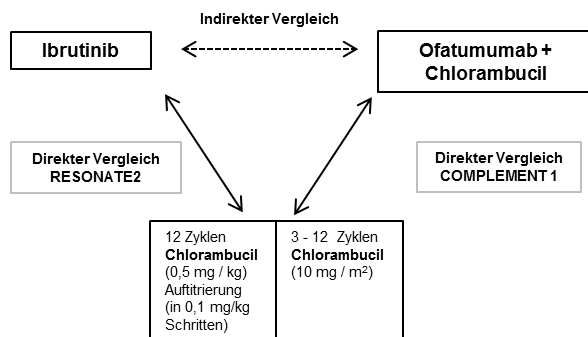 Indirekter Vergleich
Ibrutinib
Ofatumumab +
Chlorambucil
Direkter Vergleich
RESONATE2
Direkter Vergleich
COMPLEMENT 1
12 Zyklen
Chlorambucil
(0,5 mg / kg)
Auftitrierung
(in 0,1 mg/kg
Schritten)
3 - 12 Zyklen
Chlorambucil
(10 mg / m²)